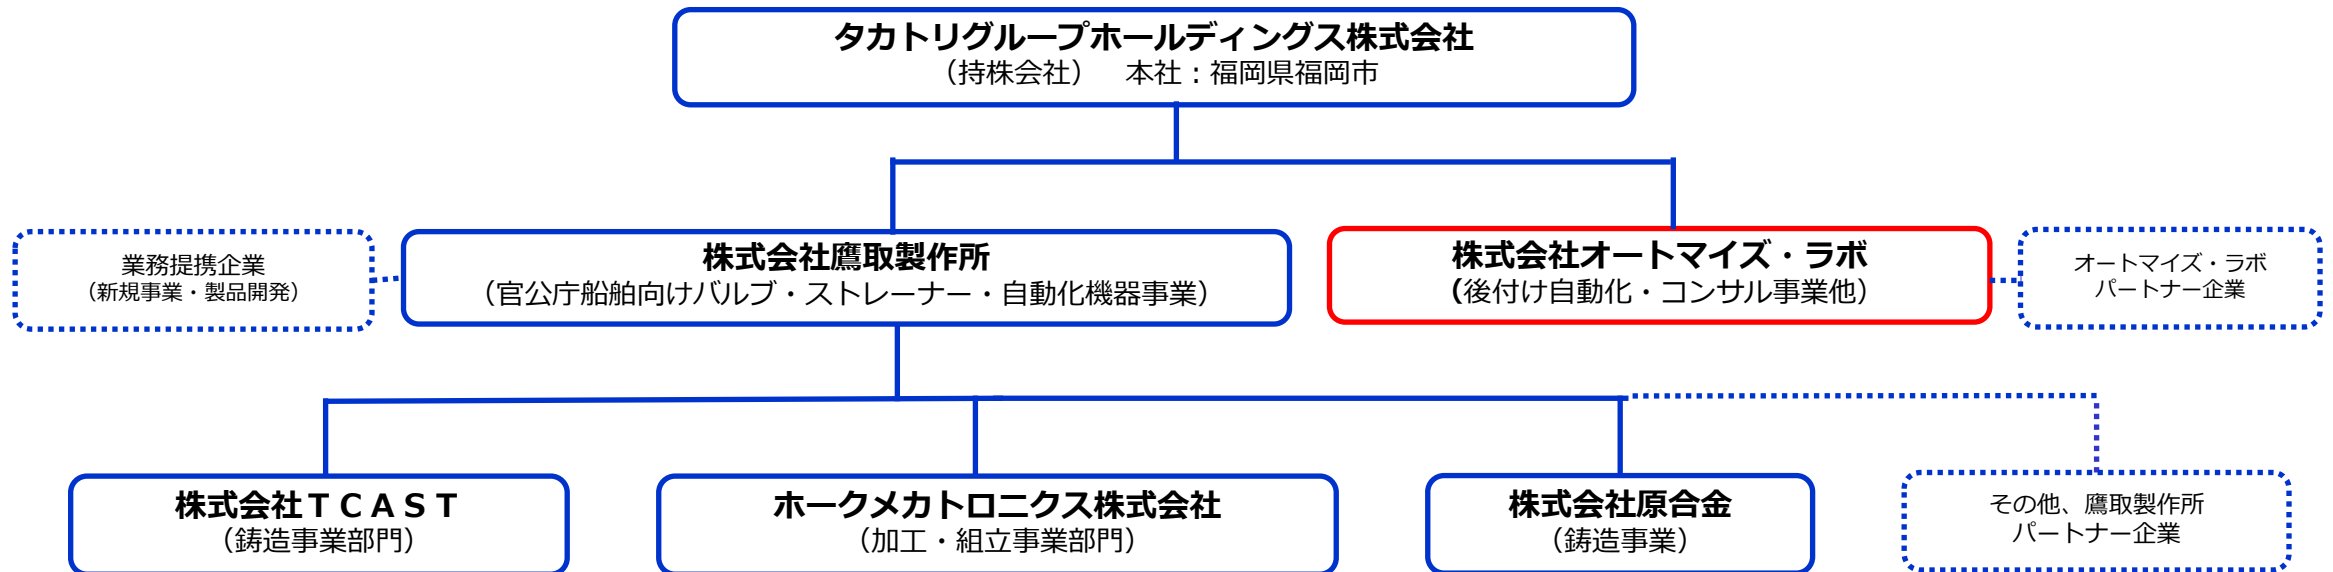 タカトリグループホールディングス株式会社
（持株会社）　本社：福岡県福岡市
業務提携企業
（新規事業・製品開発）
株式会社鷹取製作所
（官公庁船舶向けバルブ・ストレーナー・自動化機器事業）
株式会社オートマイズ・ラボ
(後付け自動化・コンサル事業他）
オートマイズ・ラボ
パートナー企業
株式会社ＴＣＡＳＴ
（鋳造事業部門）
ホークメカトロニクス株式会社
（加工・組立事業部門）
株式会社原合金
（鋳造事業）
その他、鷹取製作所
パートナー企業